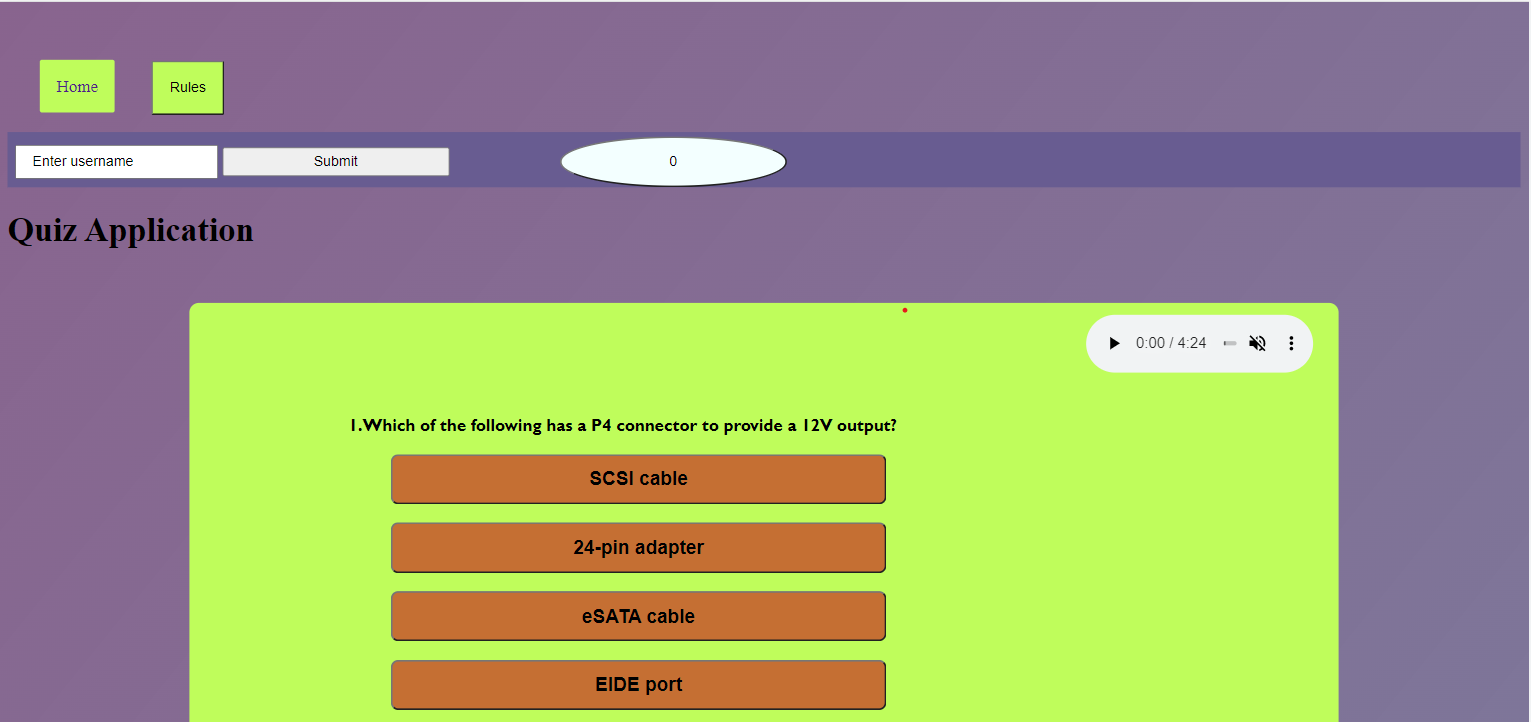 Home
Rules
Enter username
Submit
0
Quiz Application
0:00 / 4:24
1.Which of the following has a P4 connector to provide a 12V output?
SCSI cable
24-pin adapter
eSATA cable
EIDE port